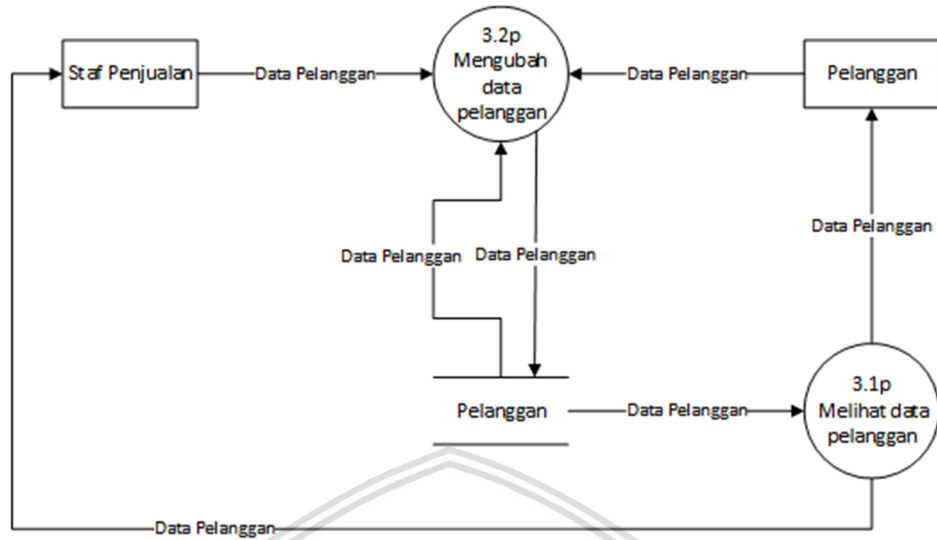 3.2p
Mengubah
data
pelanggan
Staf Penjualan
Data Pelanggan
Data Pelanggan
Pelanggan
Data Pelanggan
Data Pelanggan
Data Pelanggan
Pelanggan
Data Pelanggan
3.1p
Melihat data
pelanggan
Data Pelanggan